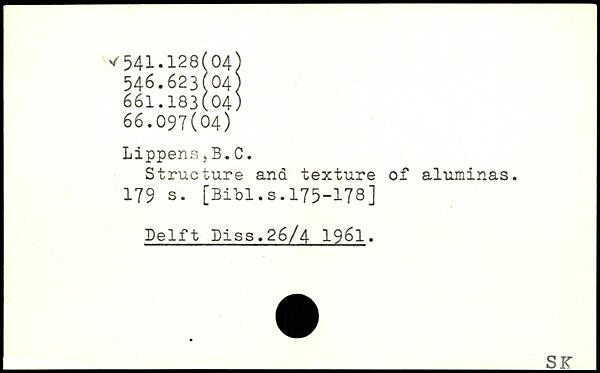 ✓541.128(04)
546.623(04)
661.183(04)
66.097(04)
Lippens,B.C.
Structure and texture of aluminas.
179 s. [Bibl.s.175-178]
Delft Diss.26/4 1961.
SK